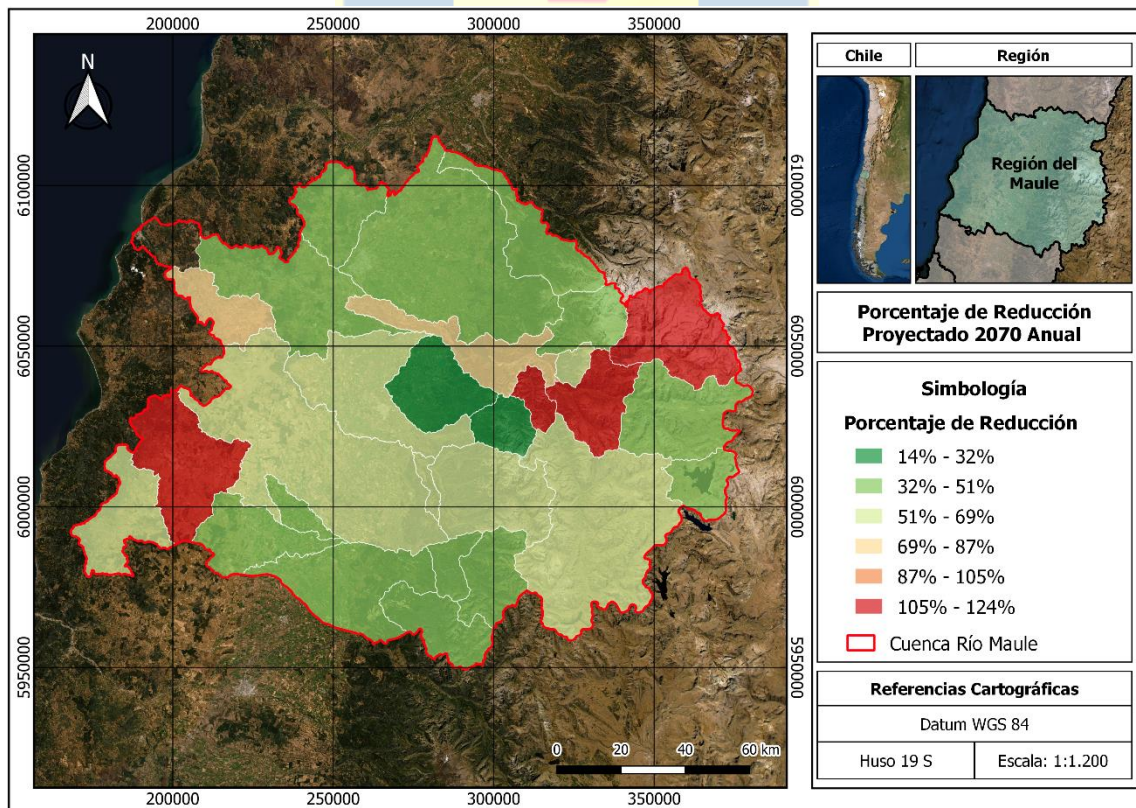 200000 250000 300000 350000
N
6100000 6100000
6050000 6050000
6000000 6000000
5950000 5950000
0 20 40 60 km
200000 250000 300000 350000
Chile
Región
Región del
Maule
Porcentaje de Reducción
Proyectado 2070 Anual
Simbología
Porcentaje de Reducción
14% - 32%
32% - 51%
51% - 69%
69% - 87%
87% - 105%
105% - 124%
Cuenca Río Maule
Referencias Cartográficas
Datum WGS 84
Huso 19 S
Escala: 1:1.200